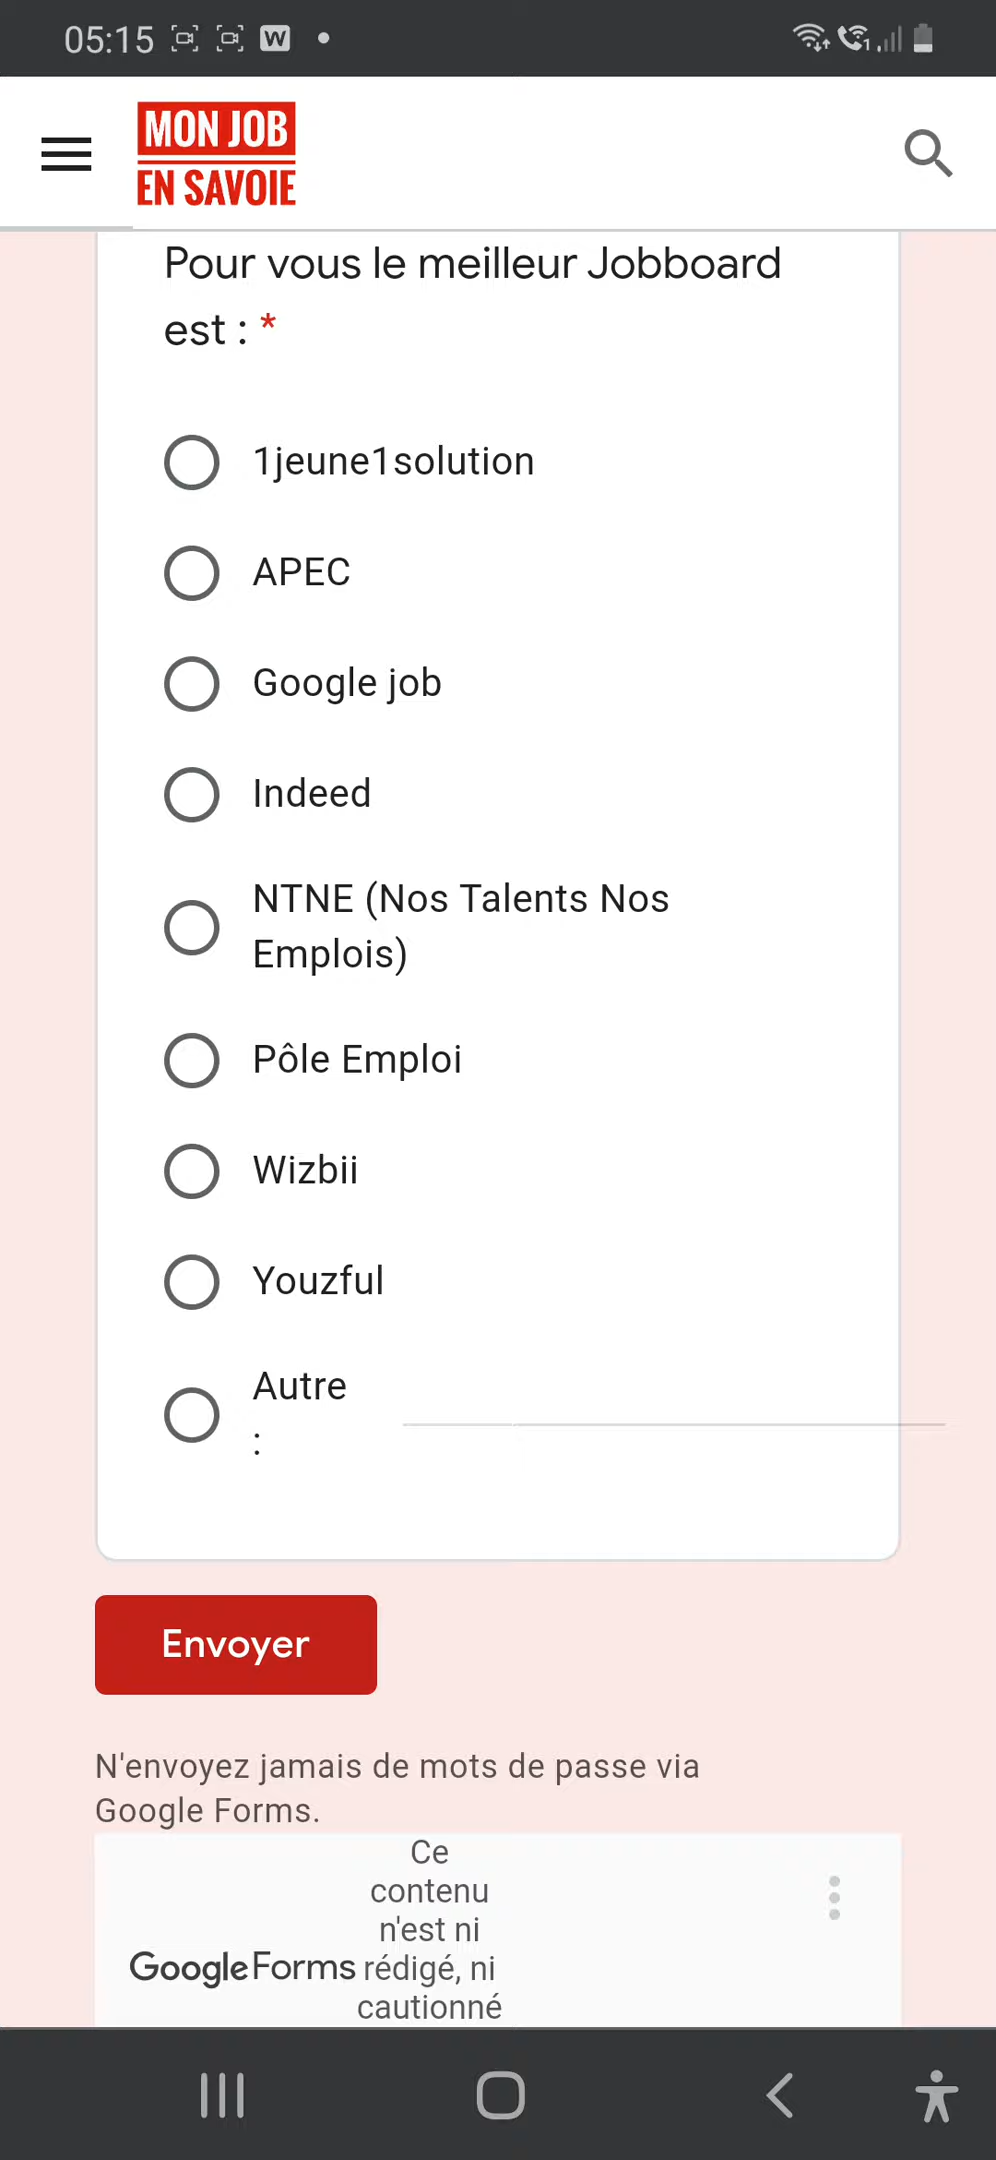 05:15
W
MON JOB
EN SAVOIE
Pour vous le meilleur Jobboard
est : *
1jeune1solution
APEC
Google job
Indeed
NTNE (Nos Talents Nos
Emplois)
Pôle Emploi
Wizbii
Youzful
Autre
:
Envoyer
N'envoyez jamais de mots de passe via
Google Forms.
Ce
contenu
n'est ni
Google Forms rédigé, ni
cautionné